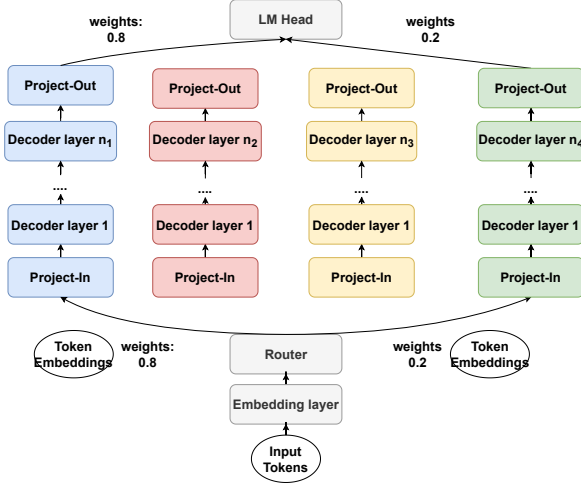 weights:
0.8
LM Head
weights
0.2
Project-Out
Project-Out
Project-Out
Project-Out
Decoder layer n1
Decoder layer n2
Decoder layer n3
Decoder layer n4
....
....
....
....
Decoder layer 1
Decoder layer 1
Decoder layer 1
Decoder layer 1
Project-In
Project-In
Project-In
Project-In
Token
Embeddings
weights:
0.8
Router
weights
0.2
Token
Embeddings
Embedding layer
Input
Tokens